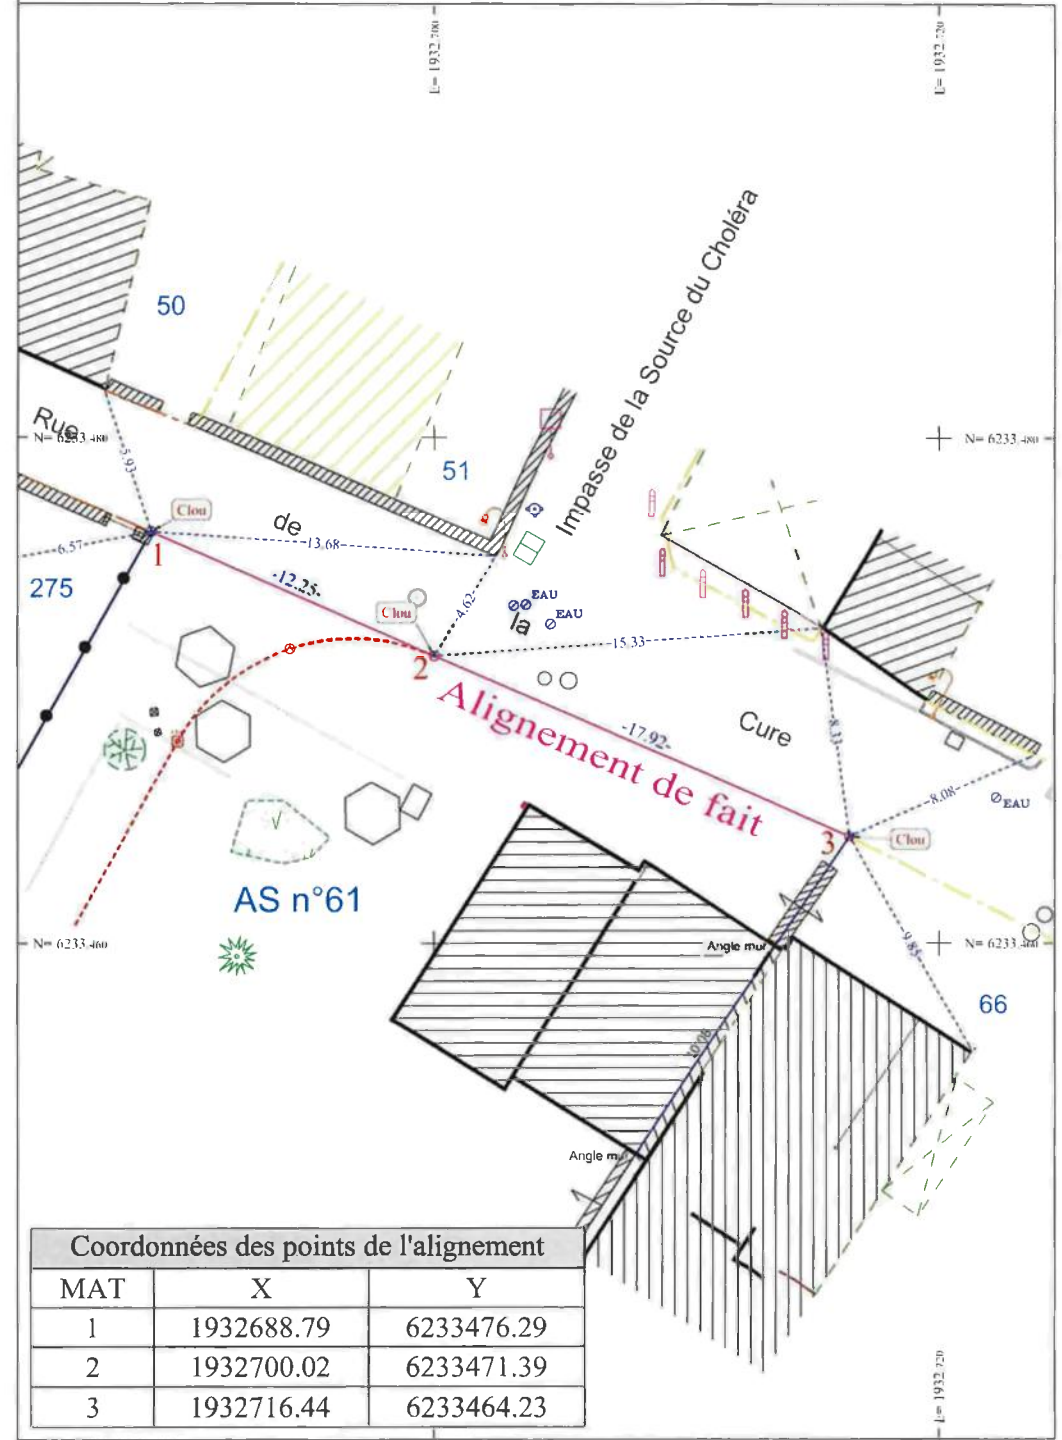 E= 1932.700
E= 1932.720
Impasse de la Source du Choléra
50
51
Rue de la Cure
N= 6233.480
N= 6233.480
5.93
Clou
1
13.68
6.57
275
-12.25-
Clou
4.62
EAU
EAU
2
15.33
Alignement de fait
-17.92-
8.33
8.08
EAU
3
Clou
AS n°61
9.85
N= 6233.460
N= 6233.460
Angle mur
66
Angle mur
Coordonnées des points de l'alignement
MAT X Y
1 1932688.79 6233476.29
2 1932700.02 6233471.39
3 1932716.44 6233464.23
E= 1932.720